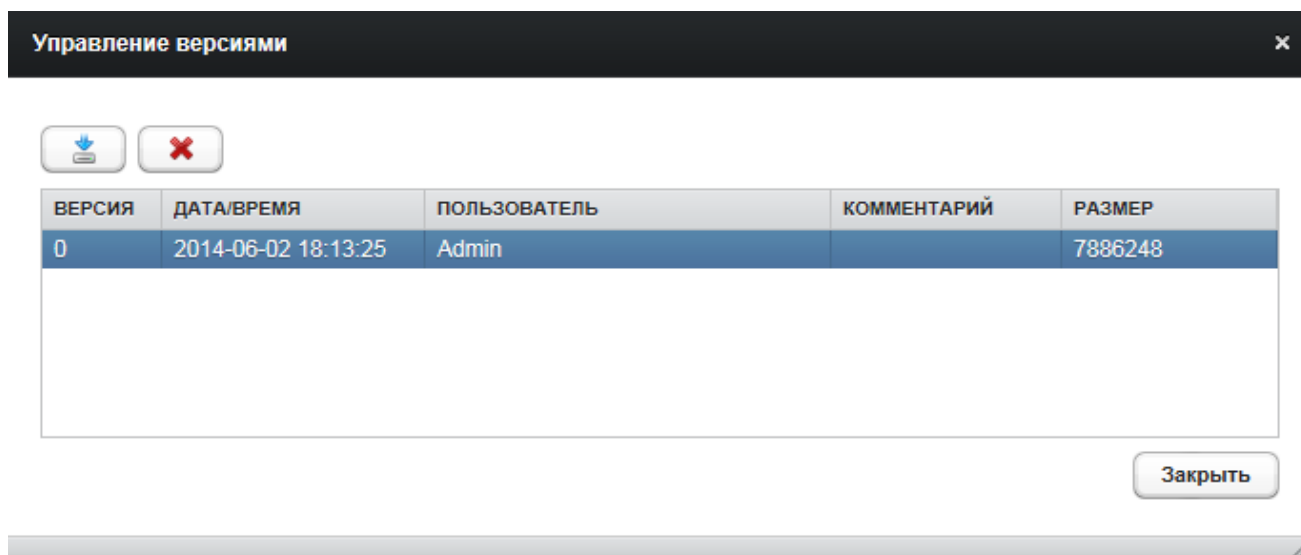 Управление версиями
ВЕРСИЯ ДАТА/ВРЕМЯ ПОЛЬЗОВАТЕЛЬ КОММЕНТАРИЙ РАЗМЕР
0 2014-06-02 18:13:25 Admin 7886248
Закрыть